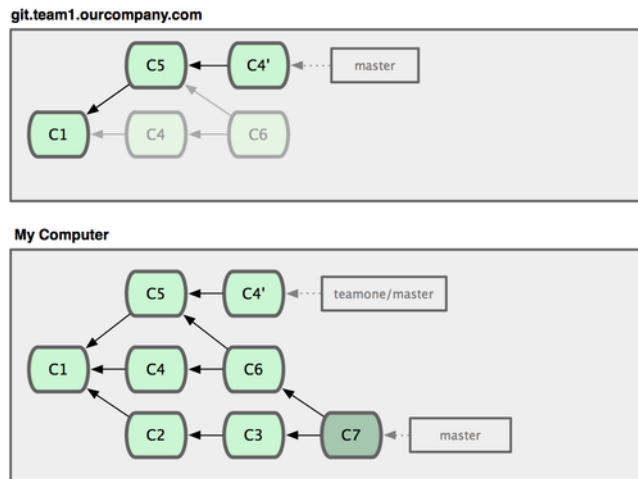 git.team1.ourcompany.com
C5 C4' master
C1 C4 C6
My Computer
C5 C4' teamone/master
C1 C4 C6
C2 C3 C7 master